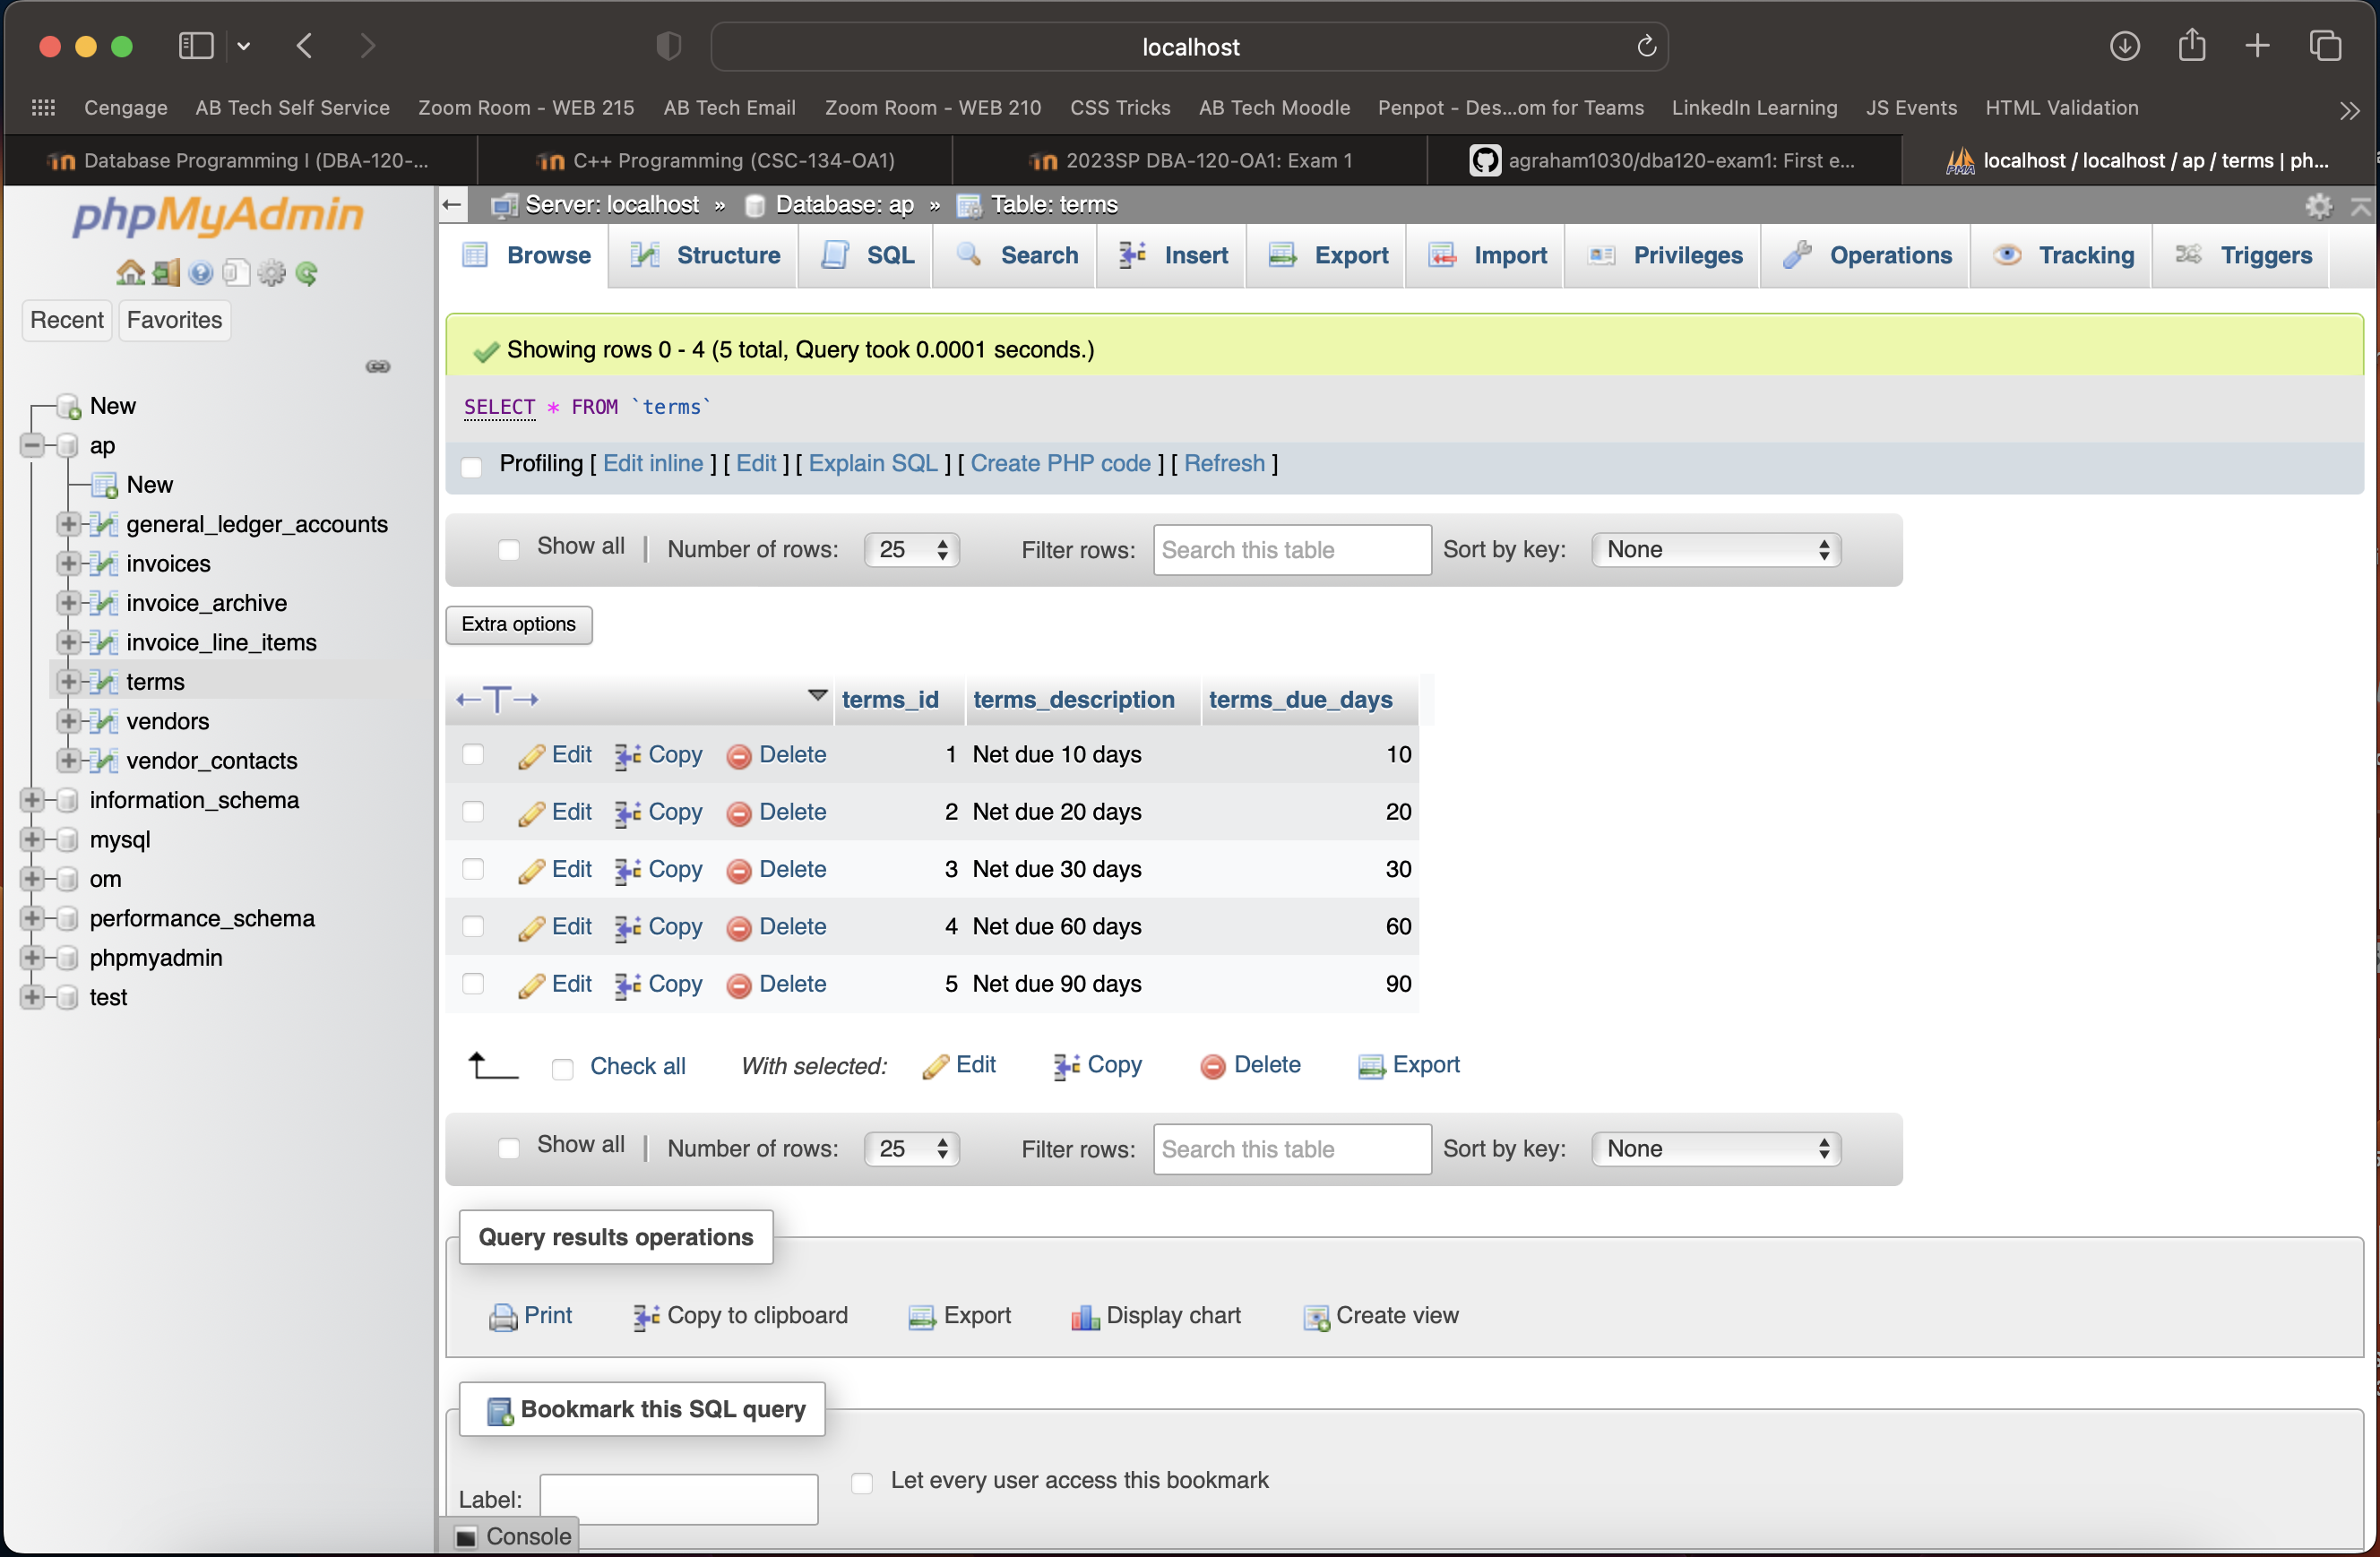 localhost
Cengage AB Tech Self Service Zoom Room - WEB 215 AB Tech Email Zoom Room - WEB 210 CSS Tricks AB Tech Moodle Penpot - Des...om for Teams LinkedIn Learning JS Events HTML Validation
Database Programming I (DBA-120-... C++ Programming (CSC-134-OA1) 2023SP DBA-120-OA1: Exam 1 agraham1030/dba120-exam1: First e... localhost / localhost / ap / terms | ph...
phpMyAdmin
Recent Favorites
New
ap
New
general_ledger_accounts
invoices
invoice_archive
invoice_line_items
terms
vendors
vendor_contacts
information_schema
mysql
om
performance_schema
phpmyadmin
test
Server: localhost » Database: ap » Table: terms
Browse Structure SQL Search Insert Export Import Privileges Operations Tracking Triggers
Showing rows 0 - 4 (5 total, Query took 0.0001 seconds.)
SELECT * FROM `terms`
Profiling [ Edit inline ] [ Edit ] [ Explain SQL ] [ Create PHP code ] [ Refresh ]
Show all | Number of rows: 25 Filter rows: Search this table Sort by key: None
Extra options
←T→ terms_id terms_description terms_due_days
Edit Copy Delete 1 Net due 10 days 10
Edit Copy Delete 2 Net due 20 days 20
Edit Copy Delete 3 Net due 30 days 30
Edit Copy Delete 4 Net due 60 days 60
Edit Copy Delete 5 Net due 90 days 90
Check all With selected: Edit Copy Delete Export
Show all | Number of rows: 25 Filter rows: Search this table Sort by key: None
Query results operations
Print Copy to clipboard Export Display chart Create view
Bookmark this SQL query
Label: Let every user access this bookmark
Console